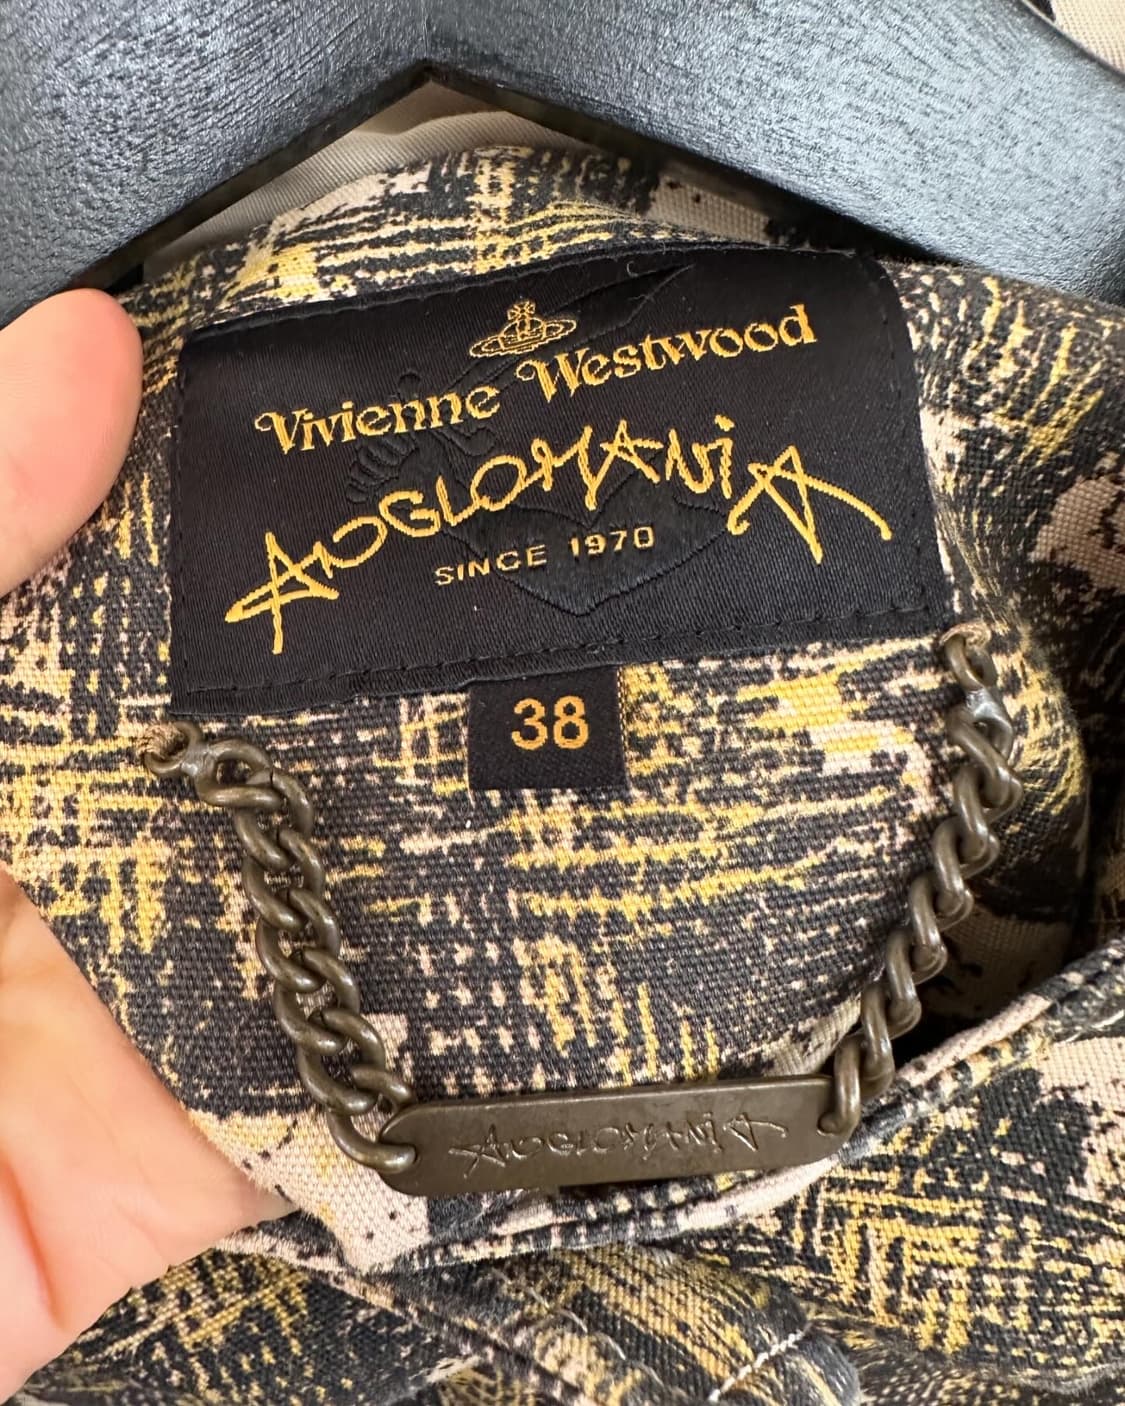 Vivienne Westwood
ANGLOMANIA
SINCE 1970
38
ANGLOMANIA